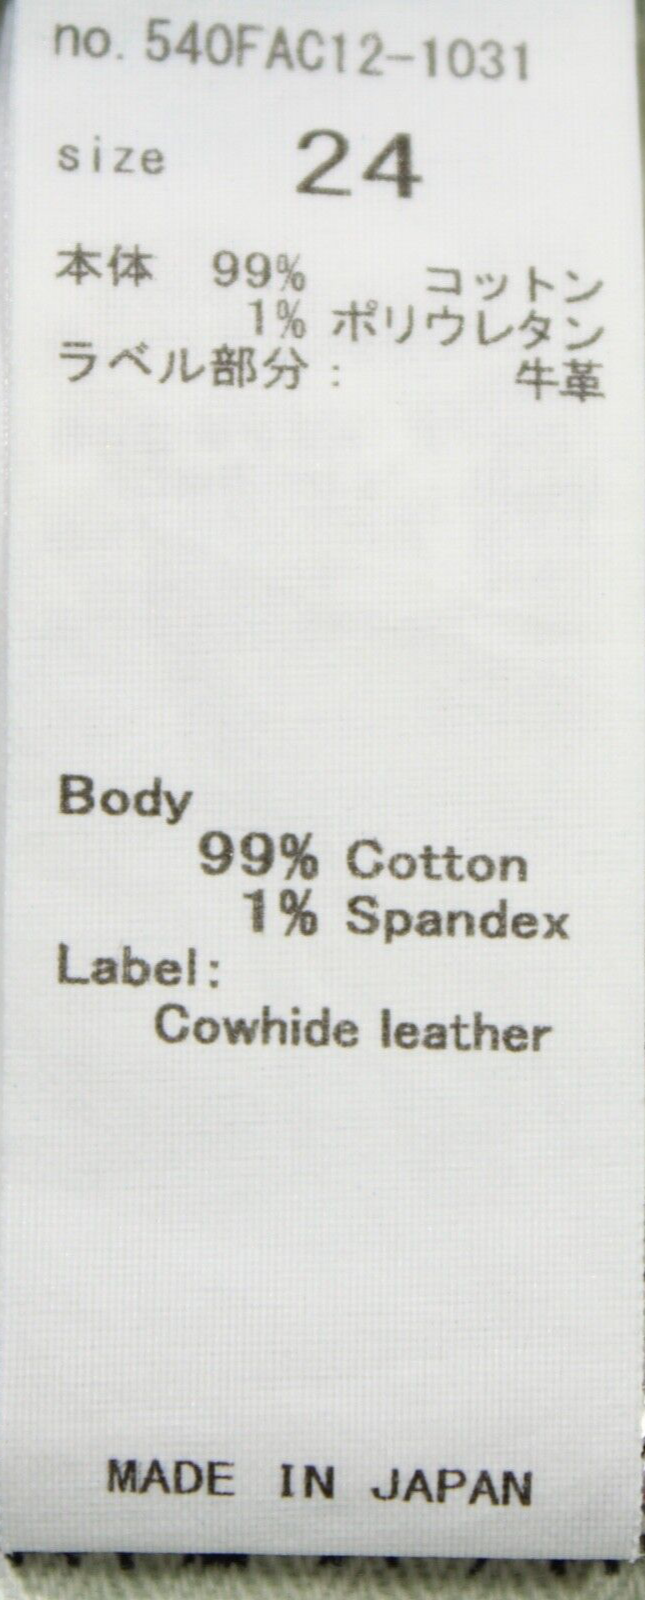 no. 540FAC12-1031
size 24
本体 99% コットン
1% ポリウレタン
ラベル部分: 牛革
Body
99% Cotton
1% Spandex
Label:
Cowhide leather
MADE IN JAPAN